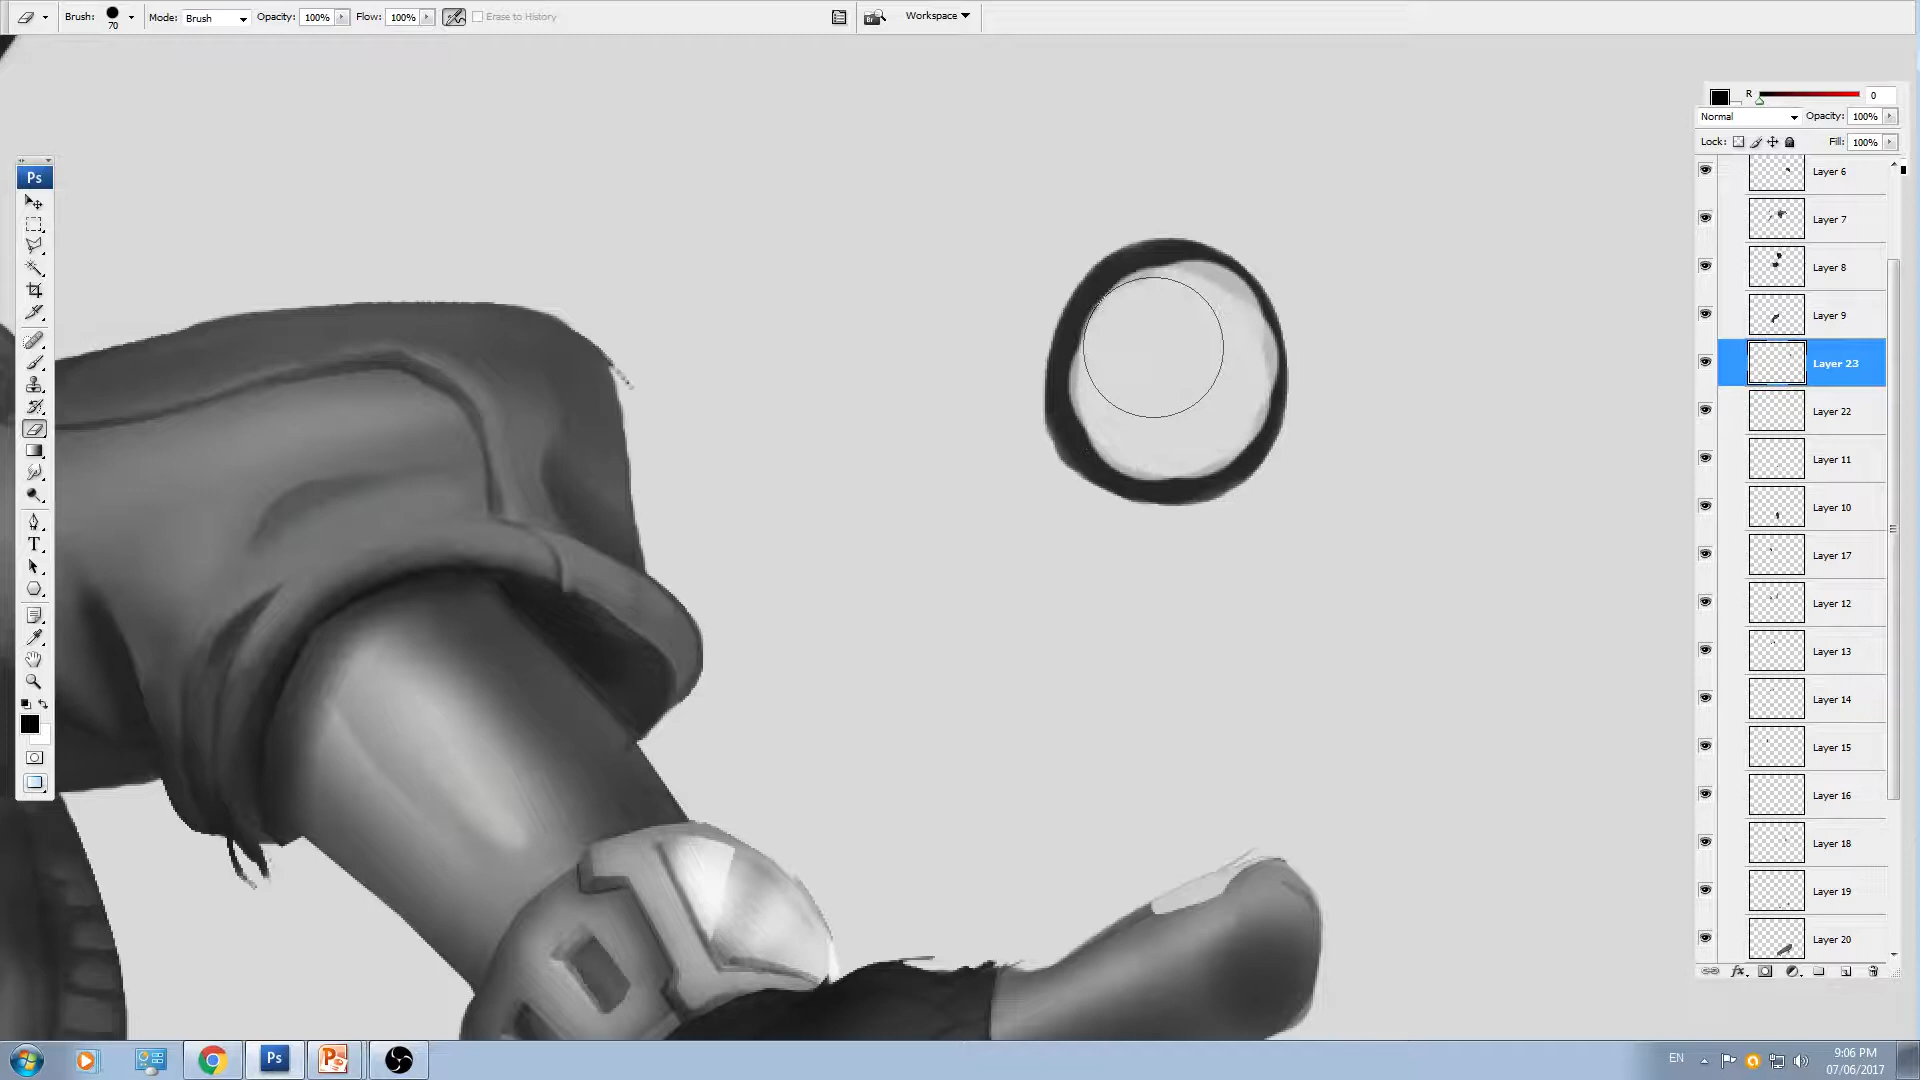 Brush: 70 Mode: Brush Opacity: 100% Flow: 100% Erase to History Workspace
R 0
Normal Opacity: 100%
Lock: Fill: 100%
Ps
Layer 6
Layer 7
Layer 8
Layer 9
Layer 23
Layer 22
Layer 11
Layer 10
Layer 17
Layer 12
Layer 13
Layer 14
Layer 15
Layer 16
Layer 18
Layer 19
Layer 20
T
fx
Ps
EN
9:06 PM
07/06/2017